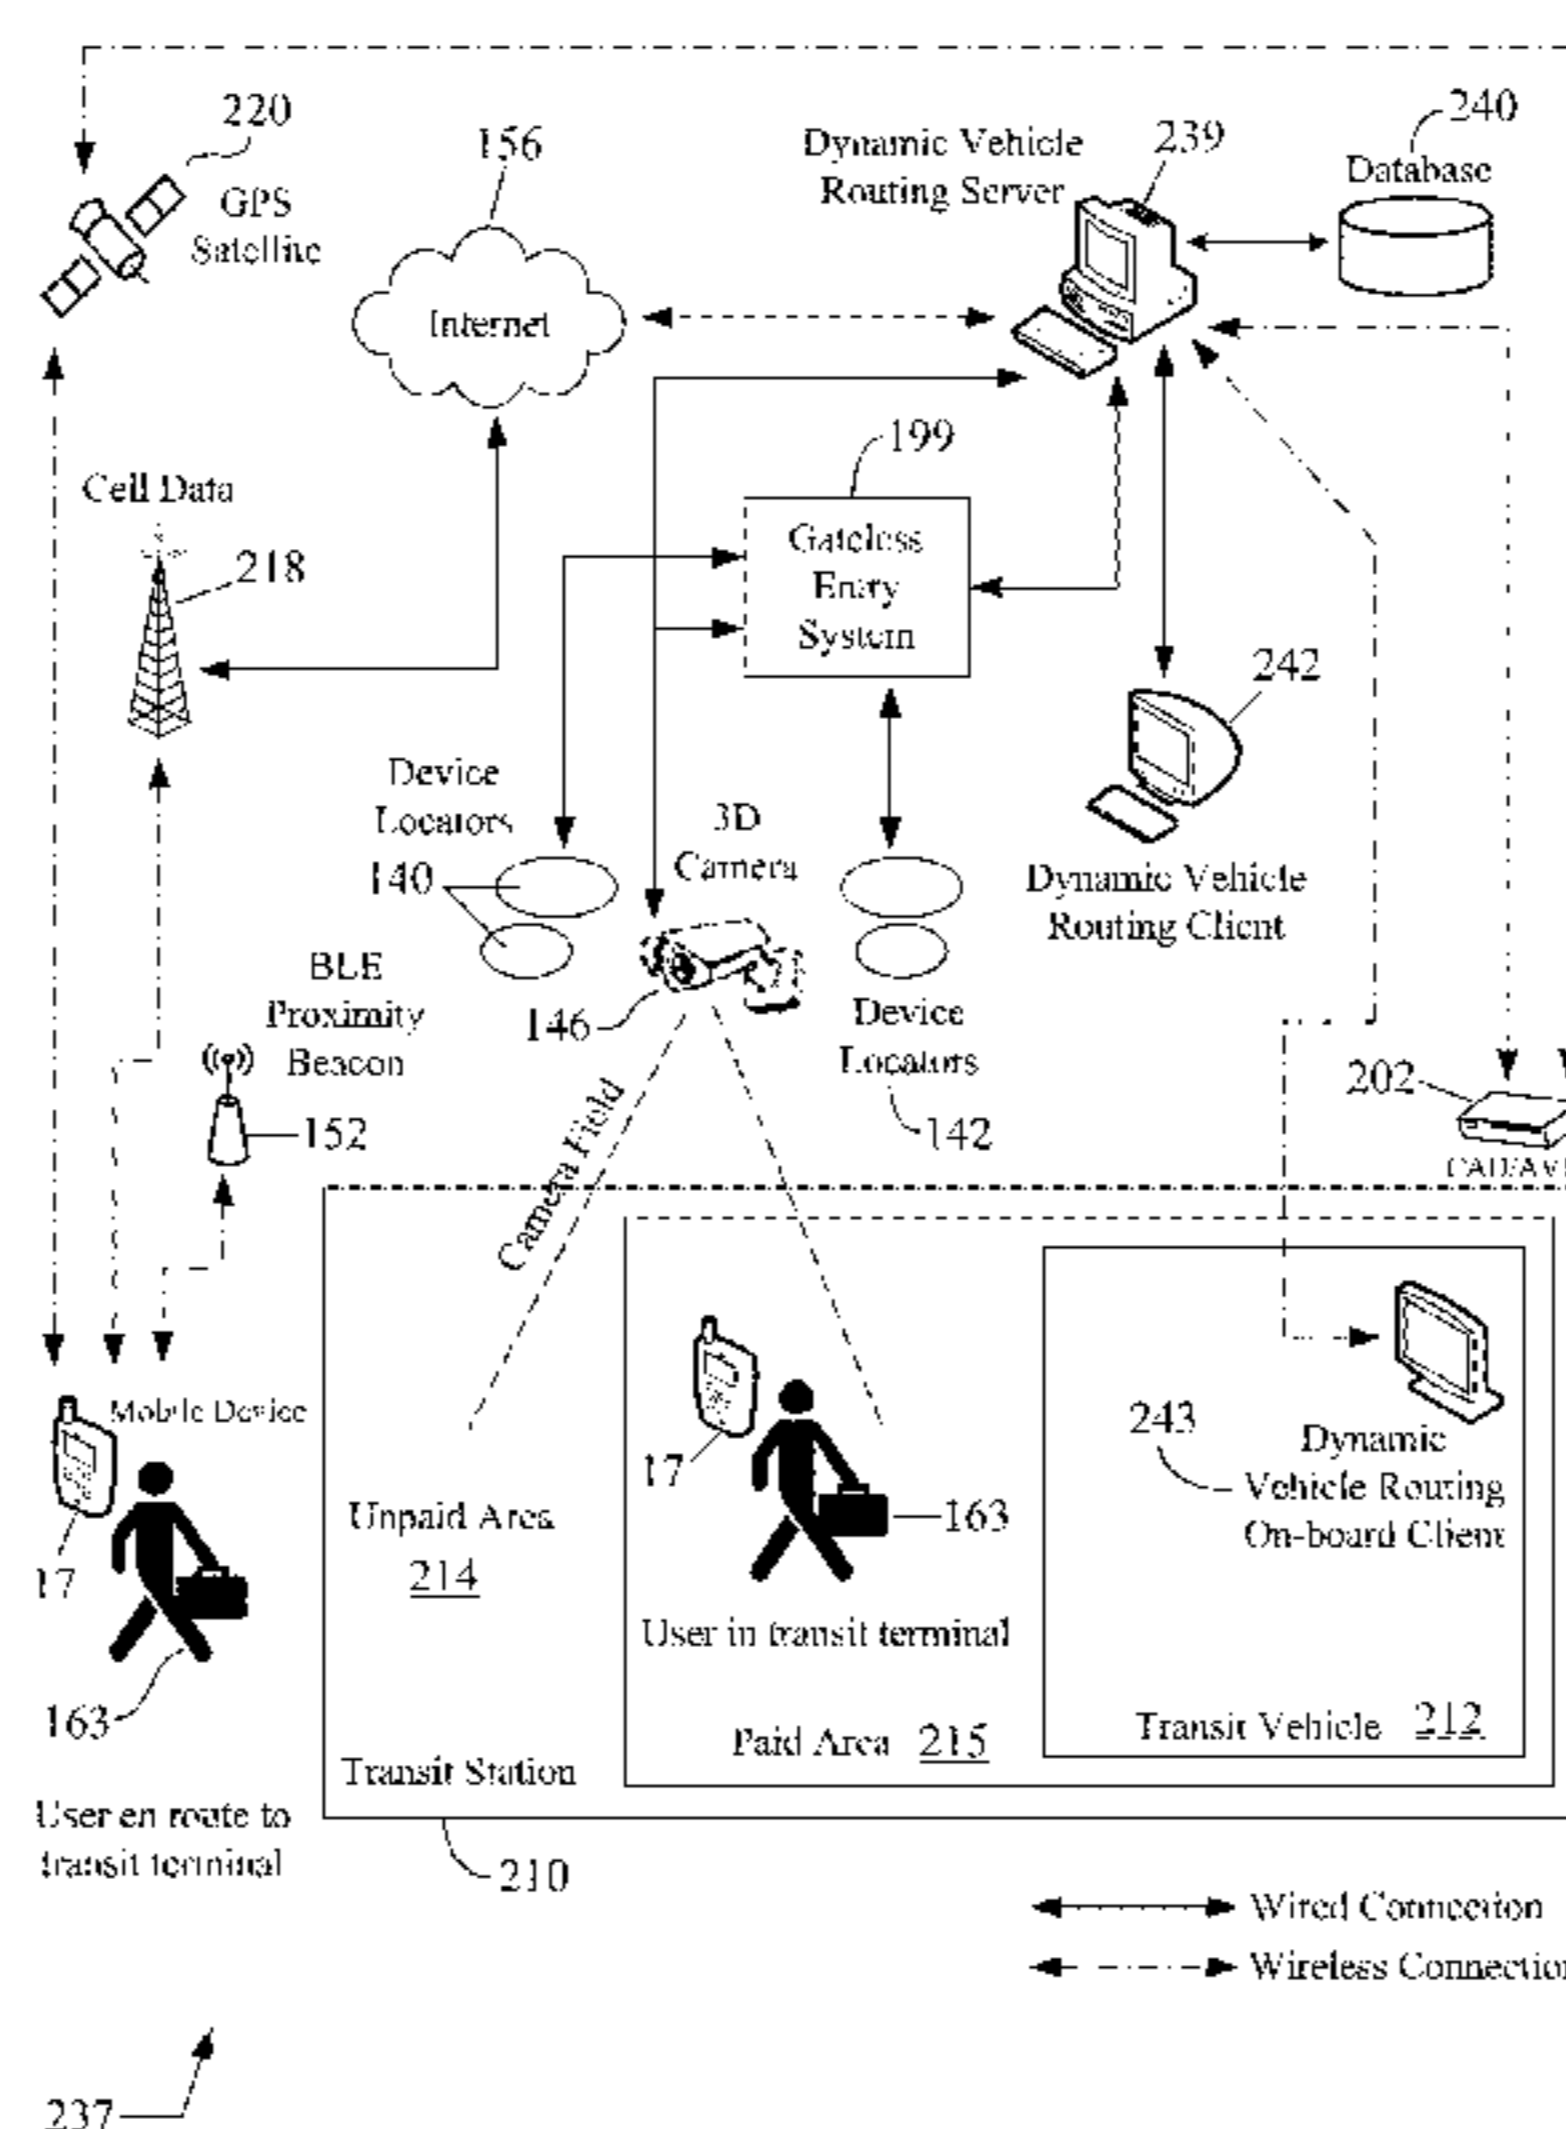 220
GPS
Satellite
156
Internet
Dynamic Vehicle
Routing Server
239
240
Database
Cell Data
218
199
Gateless
Entry
System
242
Dynamic Vehicle
Routing Client
Device
Locators
140
3D
Camera
146
Device
Locators
142
BLE
Proximity
Beacon
152
Camera Field
202
Mobile Device
17
163
User en route to
transit terminal
Unpaid Area
214
17
163
User in transit terminal
Paid Area 215
243
Dynamic
Vehicle Routing
On-board Client
Transit Vehicle 212
Transit Station
210
Wired Connection
Wireless Connection
237